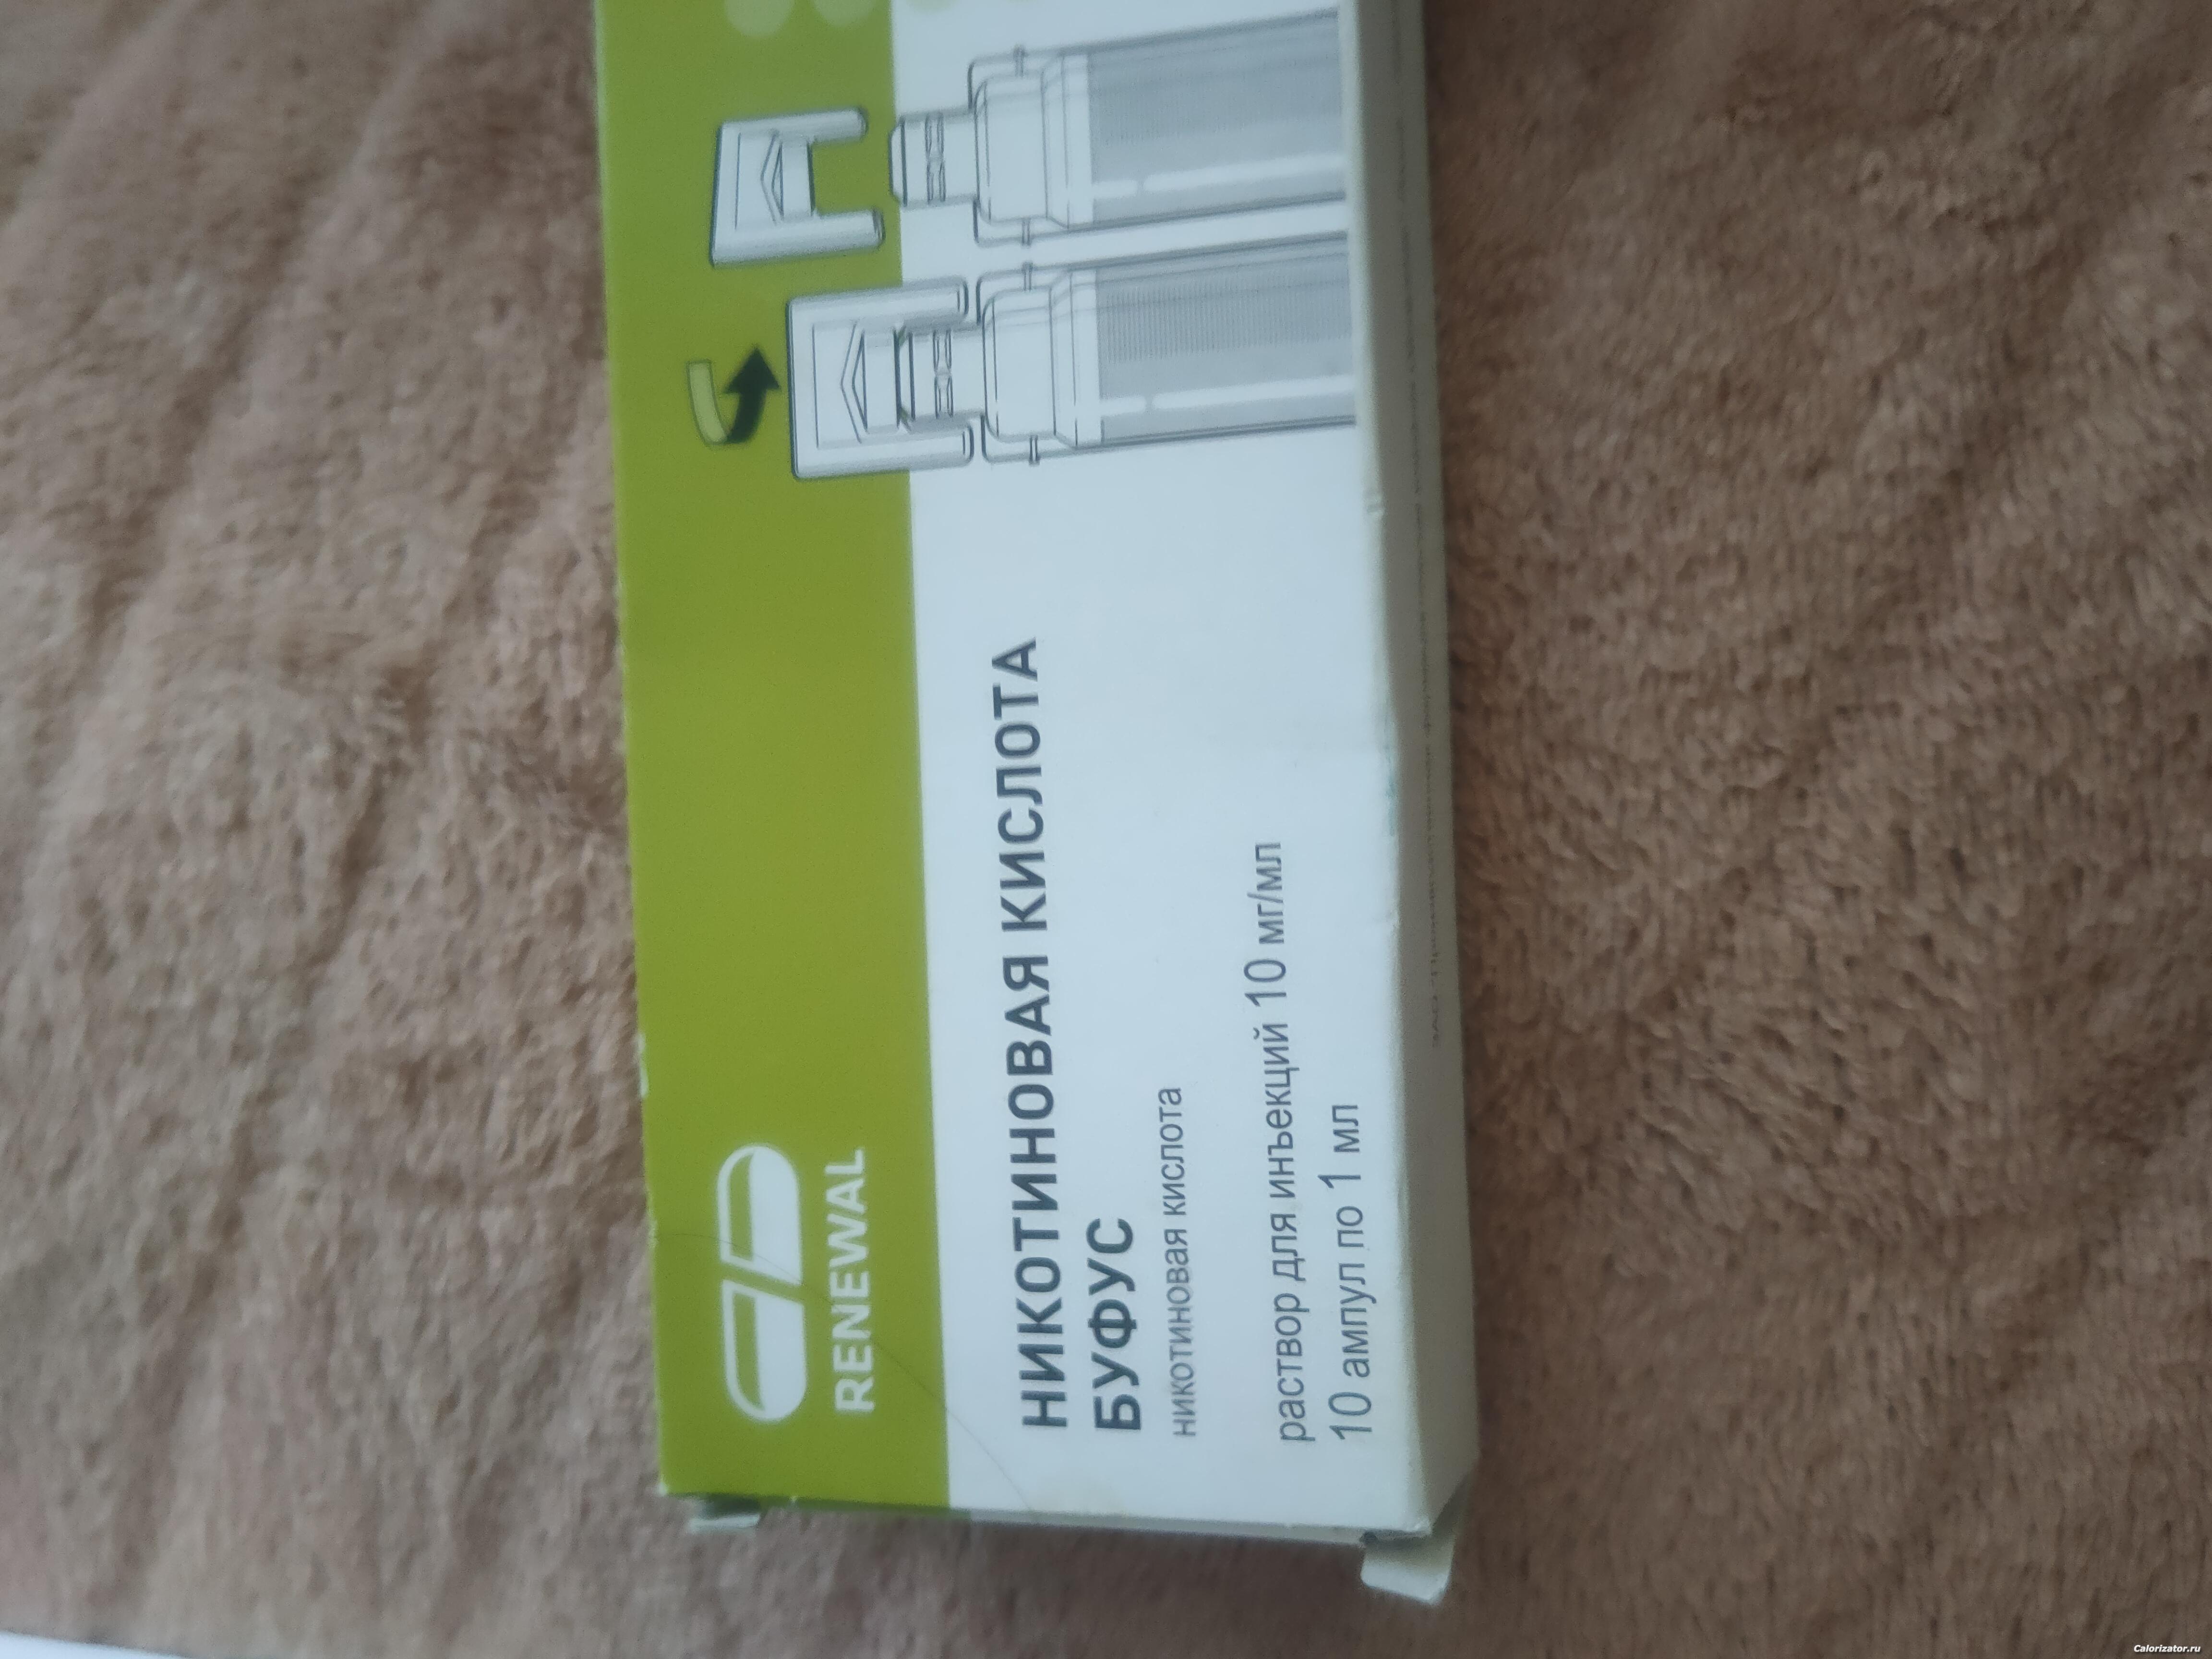 RENEWAL
НИКОТИНОВАЯ КИСЛОТА
БУФУС
никотиновая кислота
раствор для инъекций 10 мг/мл
10 ампул по 1 мл
Calorizator.ru